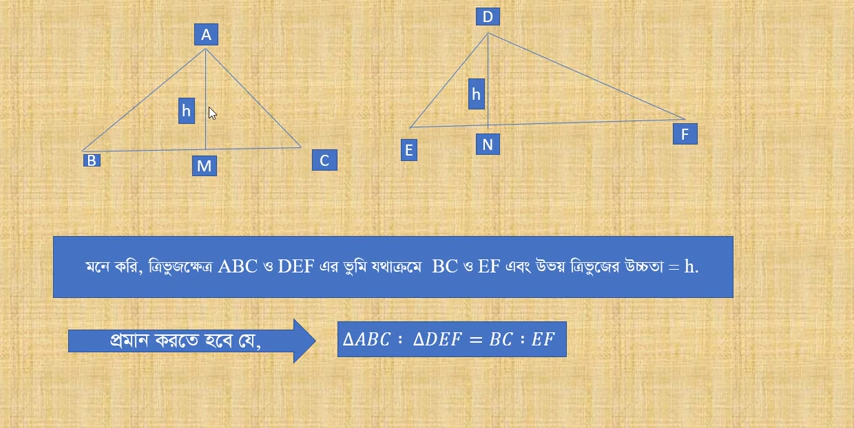 A
D
h
h
B
M
C
E
N
F
মনে করি, ত্রিভুজক্ষেত্র ABC ও DEF এর ভুমি যথাক্রমে BC ও EF এবং উভয় ত্রিভুজের উচ্চতা = h.
প্রমান করতে হবে যে,
ΔABC : ΔDEF = BC : EF